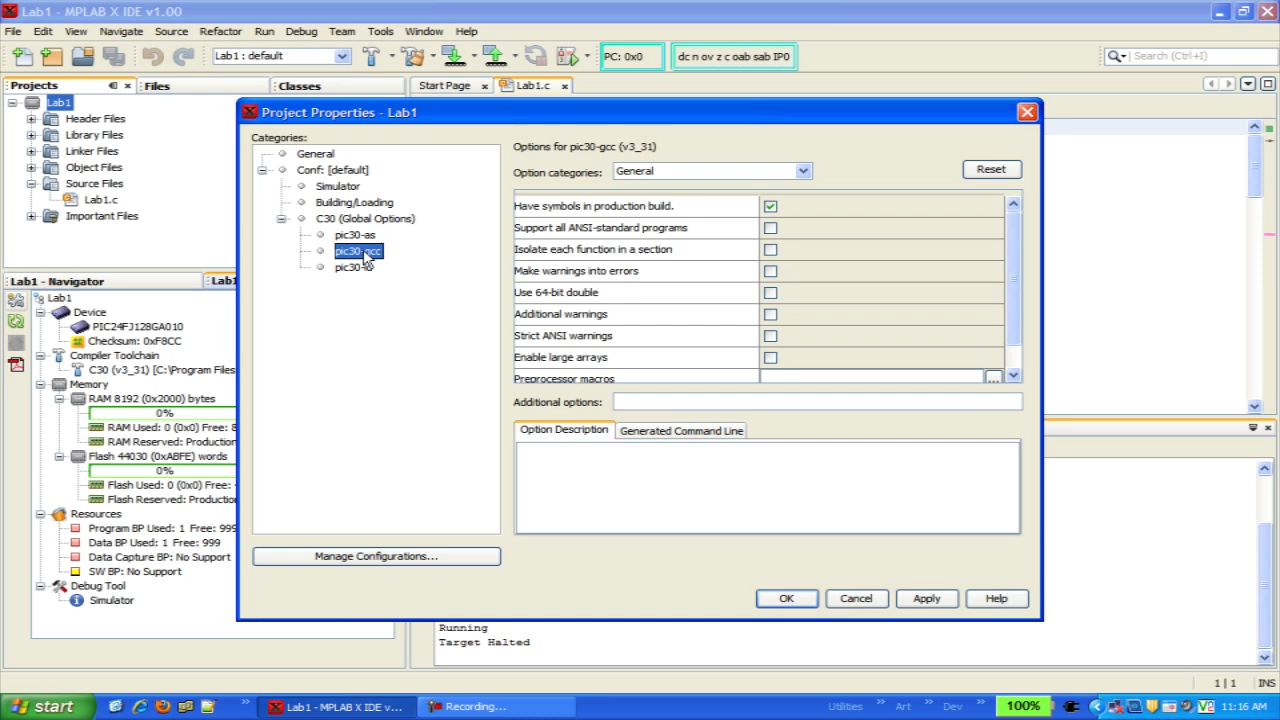 Lab1 - MPLAB X IDE v1.00
File Edit View Navigate Source Refactor Run Debug Team Tools Window Help
Lab1 : default
PC: 0x0
dc n ov z c oab sab IP0
Search (Ctrl+I)
Projects
Files
Classes
Start Page
Lab1.c
Lab1
Header Files
Library Files
Linker Files
Object Files
Source Files
Lab1.c
Important Files
Lab1 - Navigator
Lab1
Lab1
Device
PIC24FJ128GA010
Checksum: 0xF8CC
Compiler Toolchain
C30 (v3_31) [C:\Program Files
Memory
RAM 8192 (0x2000) bytes
0%
RAM Used: 0 (0x0) Free: 8
RAM Reserved: Production
Flash 44030 (0xABFE) words
0%
Flash Used: 0 (0x0) Free:
Flash Reserved: Production
Resources
Program BP Used: 1 Free: 999
Data BP Used: 1 Free: 999
Data Capture BP: No Support
SW BP: No Support
Debug Tool
Simulator
Project Properties - Lab1
Categories:
General
Conf: [default]
Simulator
Building/Loading
C30 (Global Options)
pic30-as
pic30-gcc
Manage Configurations...
Options for pic30-gcc (v3_31)
Option categories:
General
Reset
Have symbols in production build.
Support all ANSI-standard programs
Isolate each function in a section
Make warnings into errors
Use 64-bit double
Additional warnings
Strict ANSI warnings
Enable large arrays
Preprocessor macros
...
Additional options:
Option Description
Generated Command Line
OK
Cancel
Apply
Help
Running
Target Halted
1|1
INS
start
Lab1 - MPLAB X IDE v...
Recording...
Utilities
Art
Dev
100%
11:16 AM